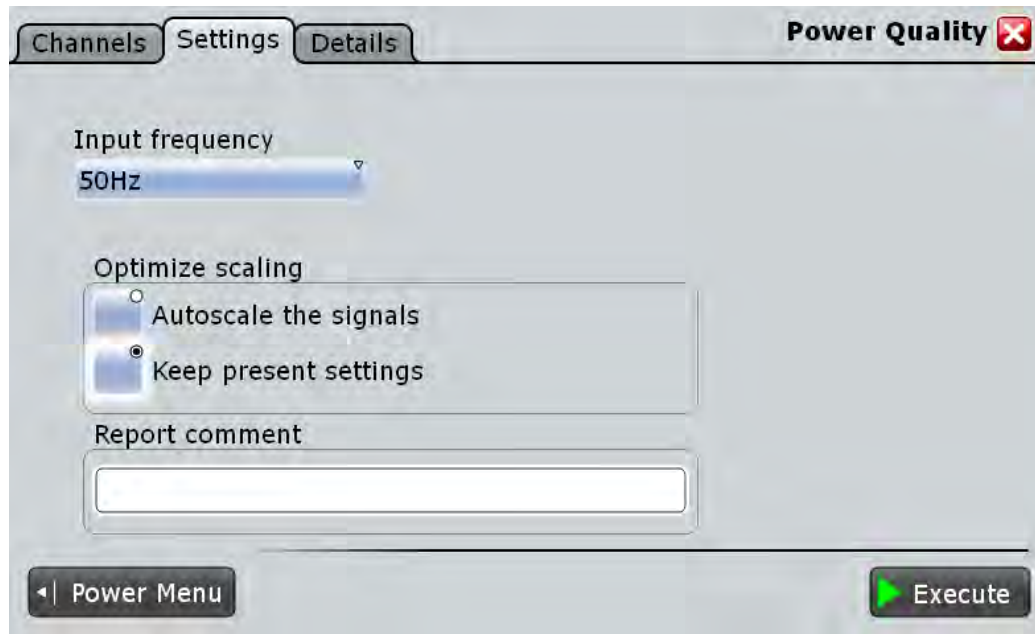 Channels Settings Details Power Quality
Input frequency
50Hz
Optimize scaling
Autoscale the signals
Keep present settings
Report comment
Power Menu Execute